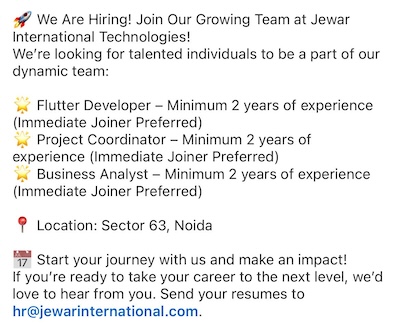 🚀 We Are Hiring! Join Our Growing Team at Jewar
International Technologies!
We’re looking for talented individuals to be a part of our
dynamic team:
🌟 Flutter Developer – Minimum 2 years of experience
(Immediate Joiner Preferred)
🌟 Project Coordinator – Minimum 2 years of
experience (Immediate Joiner Preferred)
🌟 Business Analyst – Minimum 2 years of experience
(Immediate Joiner Preferred)
📍 Location: Sector 63, Noida
📅 Start your journey with us and make an impact!
If you’re ready to take your career to the next level, we’d
love to hear from you. Send your resumes to
hr@jewarinternational.com.